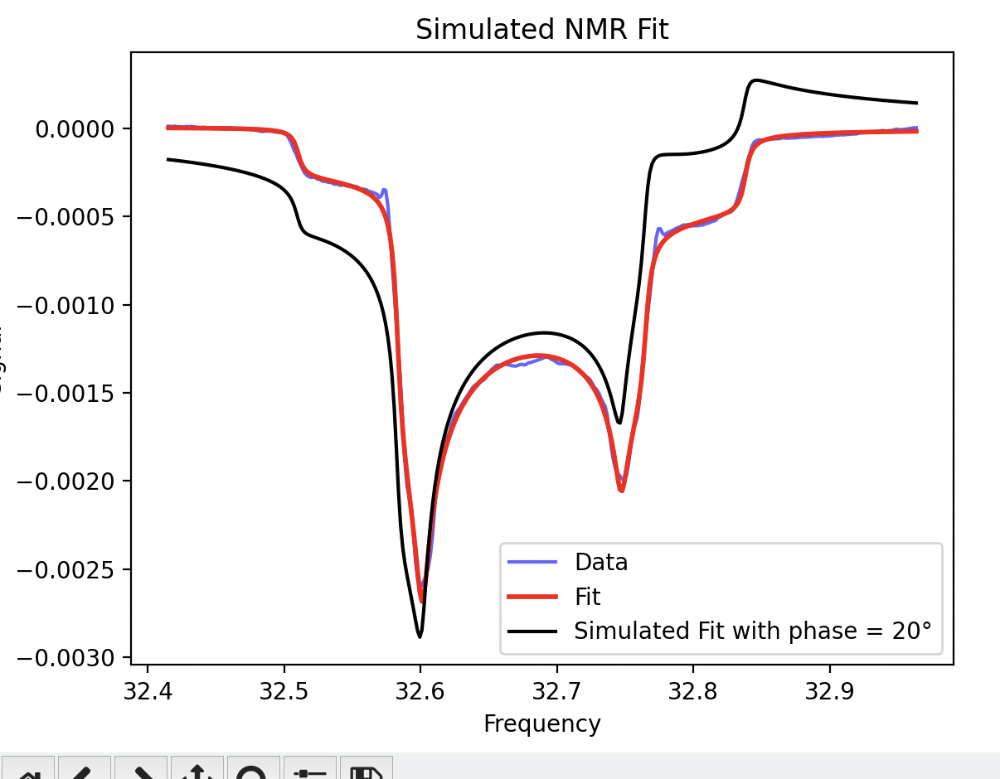 Simulated NMR Fit
0.0000
−0.0005
−0.0010
−0.0015
−0.0020
−0.0025
−0.0030
Data
Fit
Simulated Fit with phase = 20°
32.4 32.5 32.6 32.7 32.8 32.9
Frequency